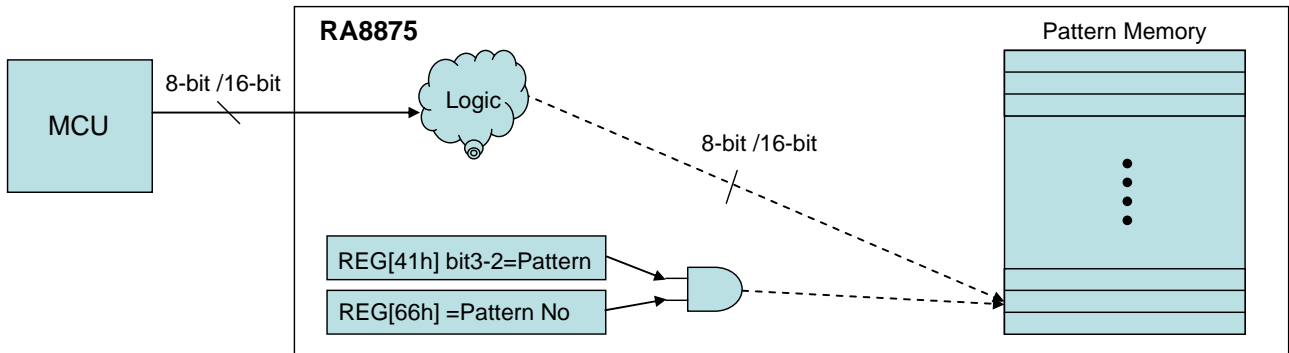 RA8875
Pattern Memory
MCU
8-bit /16-bit
Logic
8-bit /16-bit
REG[41h] bit3-2=Pattern
REG[66h] =Pattern No